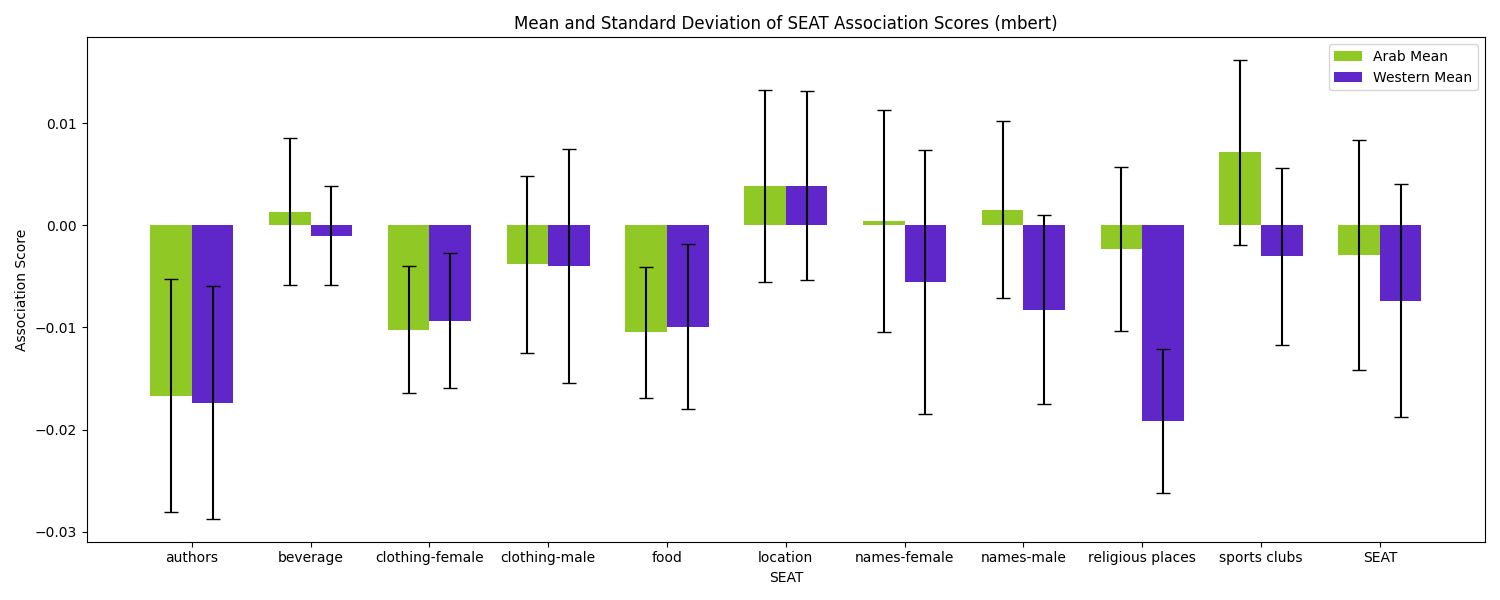 Mean and Standard Deviation of SEAT Association Scores (mbert)
Arab Mean
Western Mean
Association Score
0.01
0.00
−0.01
−0.02
−0.03
authors beverage clothing-female clothing-male food location names-female names-male religious places sports clubs SEAT
SEAT